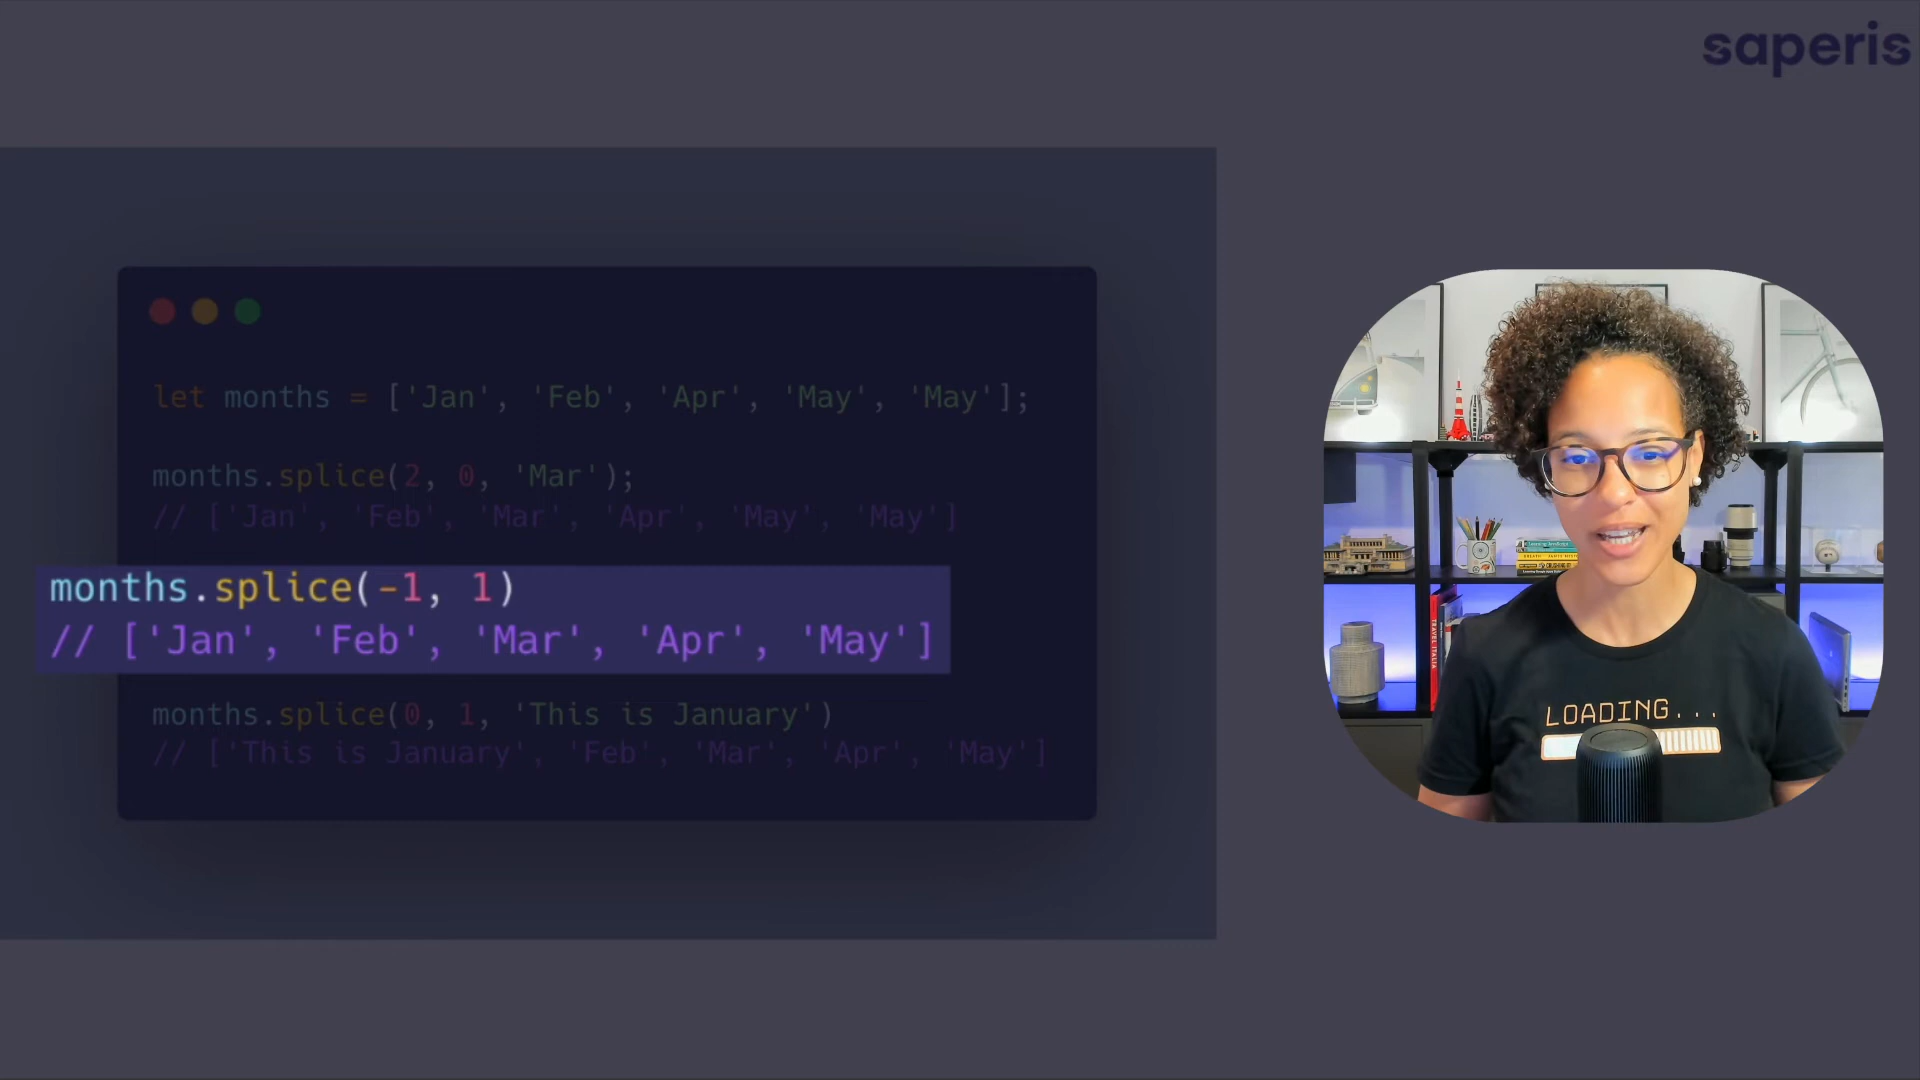 saperis
let months = ['Jan', 'Feb', 'Apr', 'May', 'May'];
months.splice(2, 0, 'Mar');
// ['Jan', 'Feb', 'Mar', 'Apr', 'May', 'May']
months.splice(-1, 1)
// ['Jan', 'Feb', 'Mar', 'Apr', 'May']
months.splice(0, 1, 'This is January')
// ['This is January', 'Feb', 'Mar', 'Apr', 'May']
LOADING...